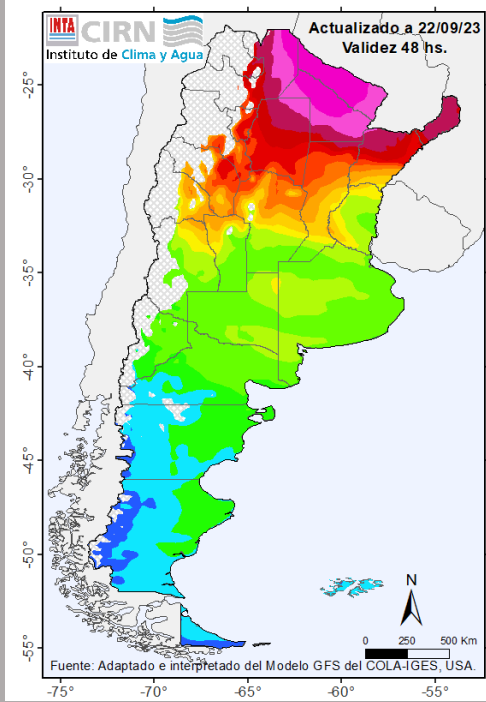 INTA CIRN
Instituto de Clima y Agua
Actualizado a 22/09/23
Validez 48 hs.
-25°
-30°
-35°
-40°
-45°
-50°
-55°
N
0 250 500 Km
Fuente: Adaptado e interpretado del Modelo GFS del COLA-IGES, USA.
-75° -70° -65° -60° -55°